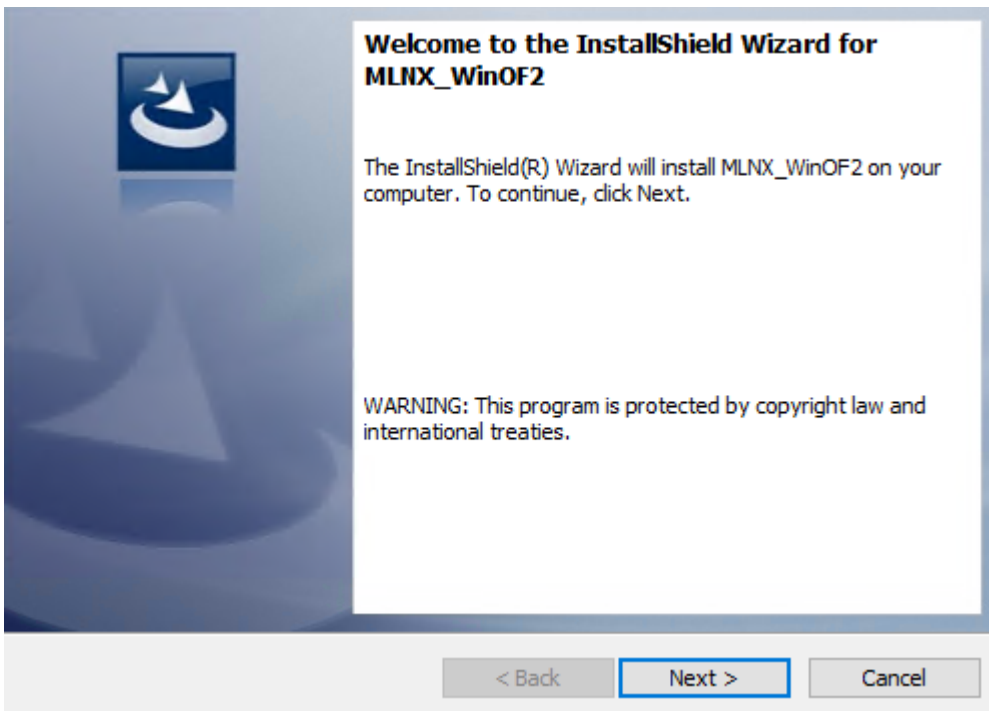 Welcome to the InstallShield Wizard for
MLNX_WinOF2
The InstallShield(R) Wizard will install MLNX_WinOF2 on your
computer. To continue, click Next.
WARNING: This program is protected by copyright law and
international treaties.
< Back
Next >
Cancel